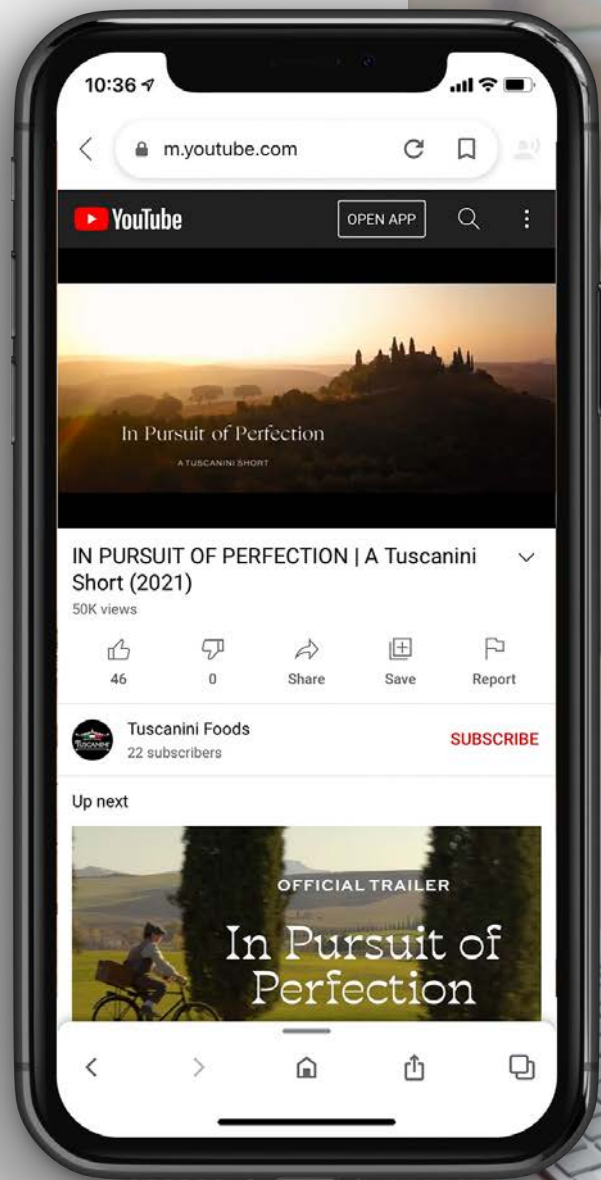 10:36
m.youtube.com
YouTube
OPEN APP
In Pursuit of Perfection
A TUSCANINI SHORT
IN PURSUIT OF PERFECTION | A Tuscanini
Short (2021)
50K views
46
0
Share
Save
Report
TUSCANINI
Tuscanini Foods
22 subscribers
SUBSCRIBE
Up next
OFFICIAL TRAILER
In Pursuit of
Perfection